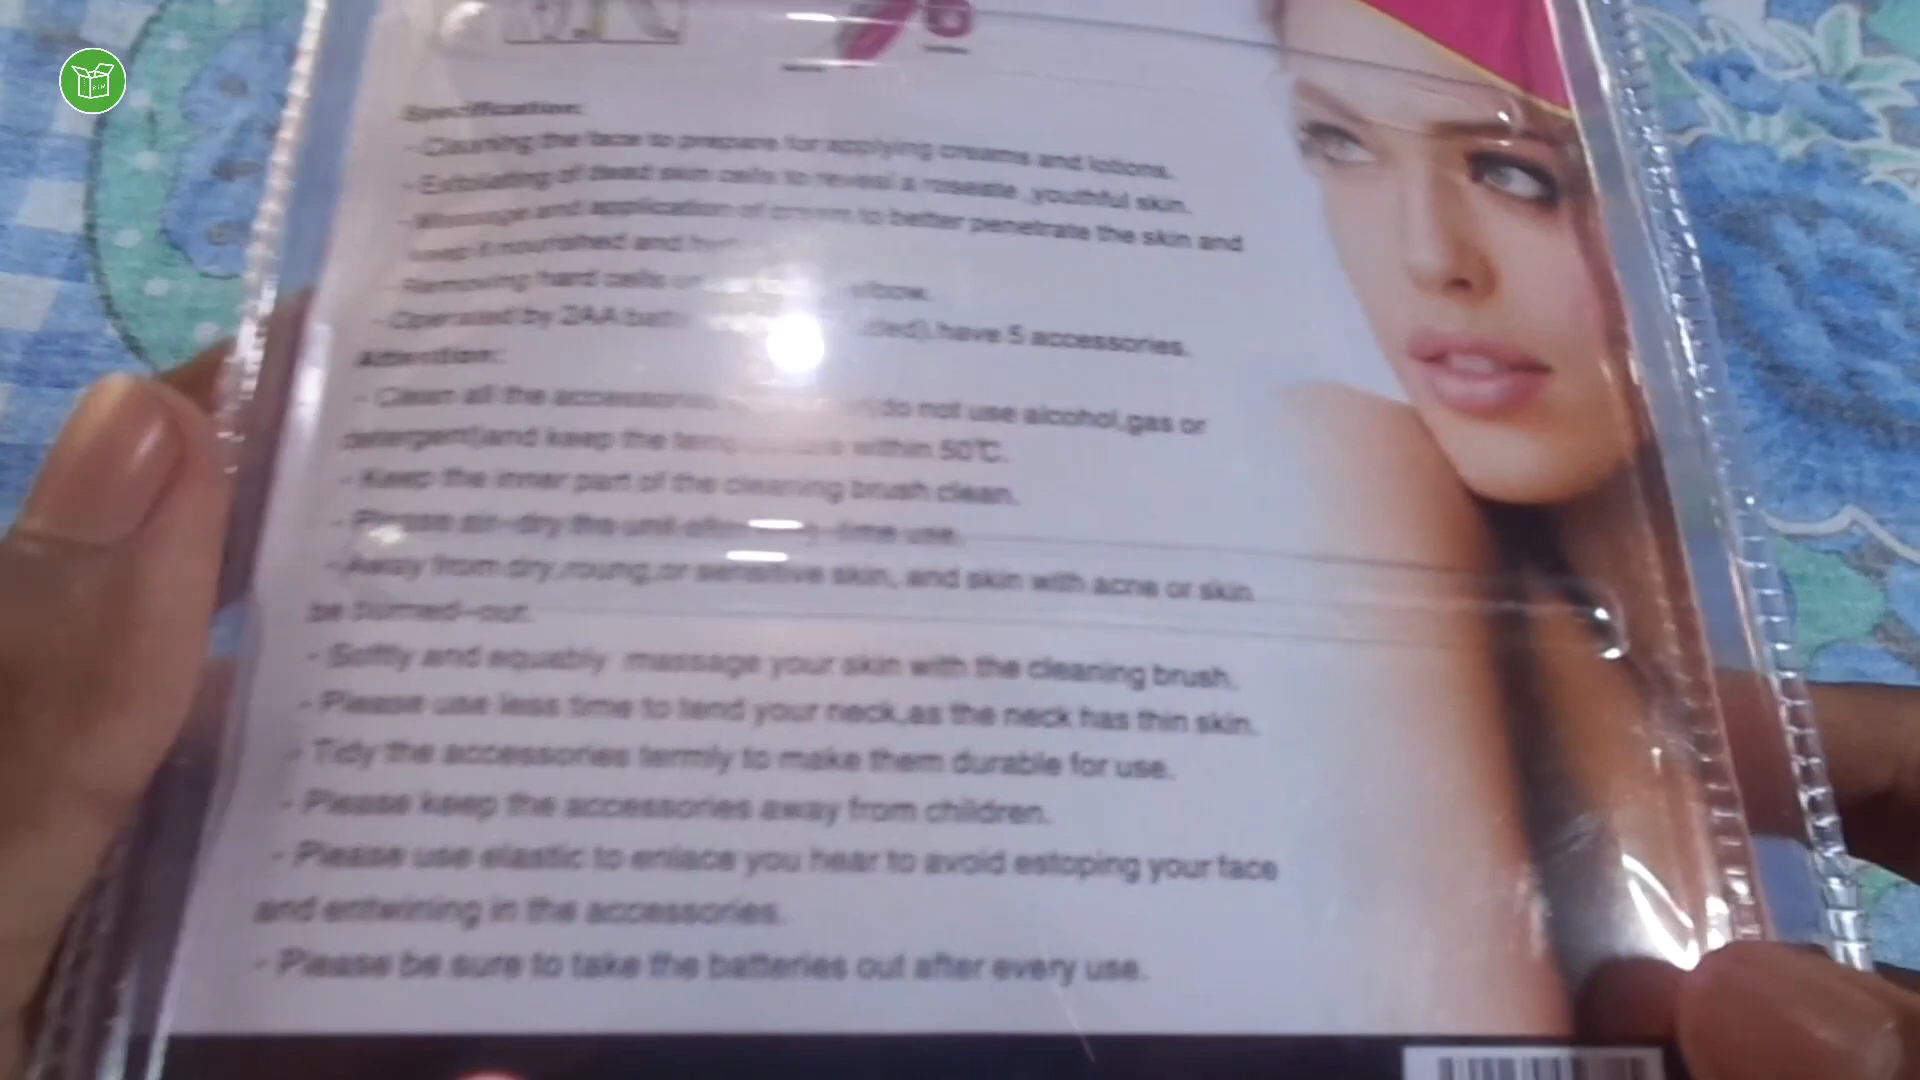 Specification:
- Cleaning the face to prepare for applying creams and lotions.
- Exfoliating of dead skin cells to reveal a roseate ,youthful skin.
- Massage and application of cream to better penetrate the skin and
keep it nourished and
- Removing hard cells elbow.
- Operated by 2AA have 5 accessories.
Attention:
- Clean all the do not use alcohol,gas or
detergent)and keep the within 50℃.
- Keep the inner part of the cleaning brush clean.
- Please air-dry the unit use.
- Away from dry, or sensitive skin, and skin with acne or skin
be burned-out.
- Softly and equably massage your skin with the cleaning brush.
- Please use less time to tend your neck,as the neck has thin skin.
- Tidy the accessories termly to make them durable for use.
- Please keep the accessories away from children.
- Please use elastic to enlace you hear to avoid estoping your face
and entwining in the accessories.
- Please be sure to take the batteries out after every use.